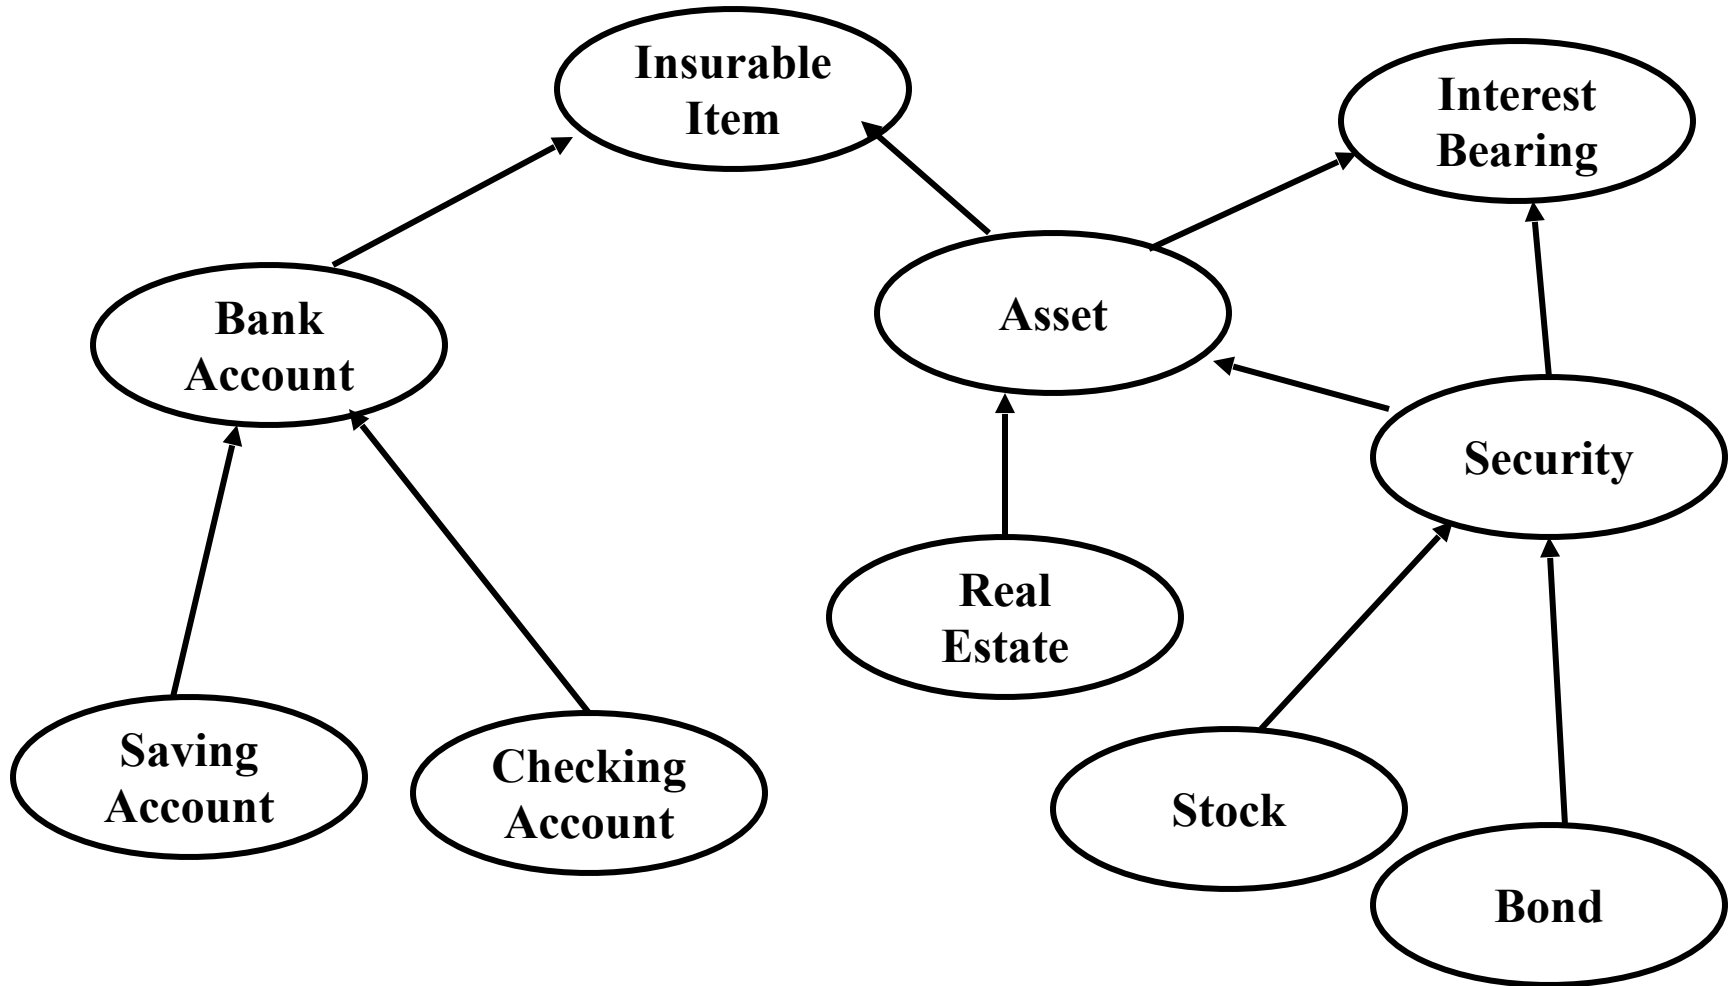 Insurable
Item
Interest
Bearing
Bank
Account
Asset
Security
Real
Estate
Saving
Account
Checking
Account
Stock
Bond